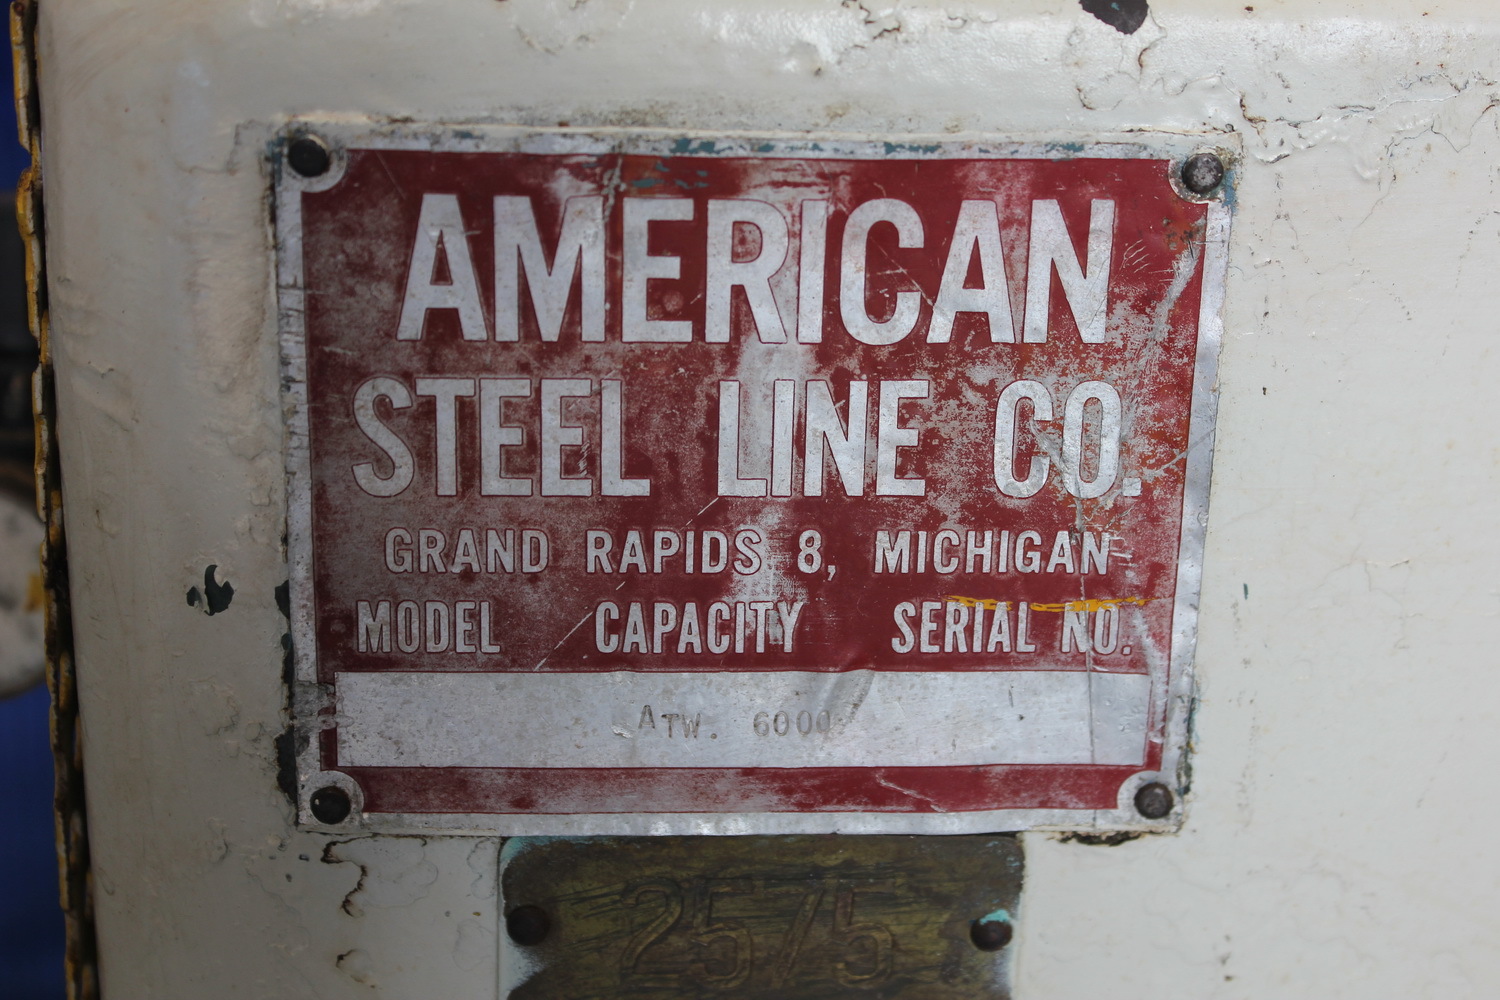 AMERICAN
STEEL LINE CO.
GRAND RAPIDS 8, MICHIGAN
MODEL CAPACITY SERIAL NO.
ATW. 6000
2575